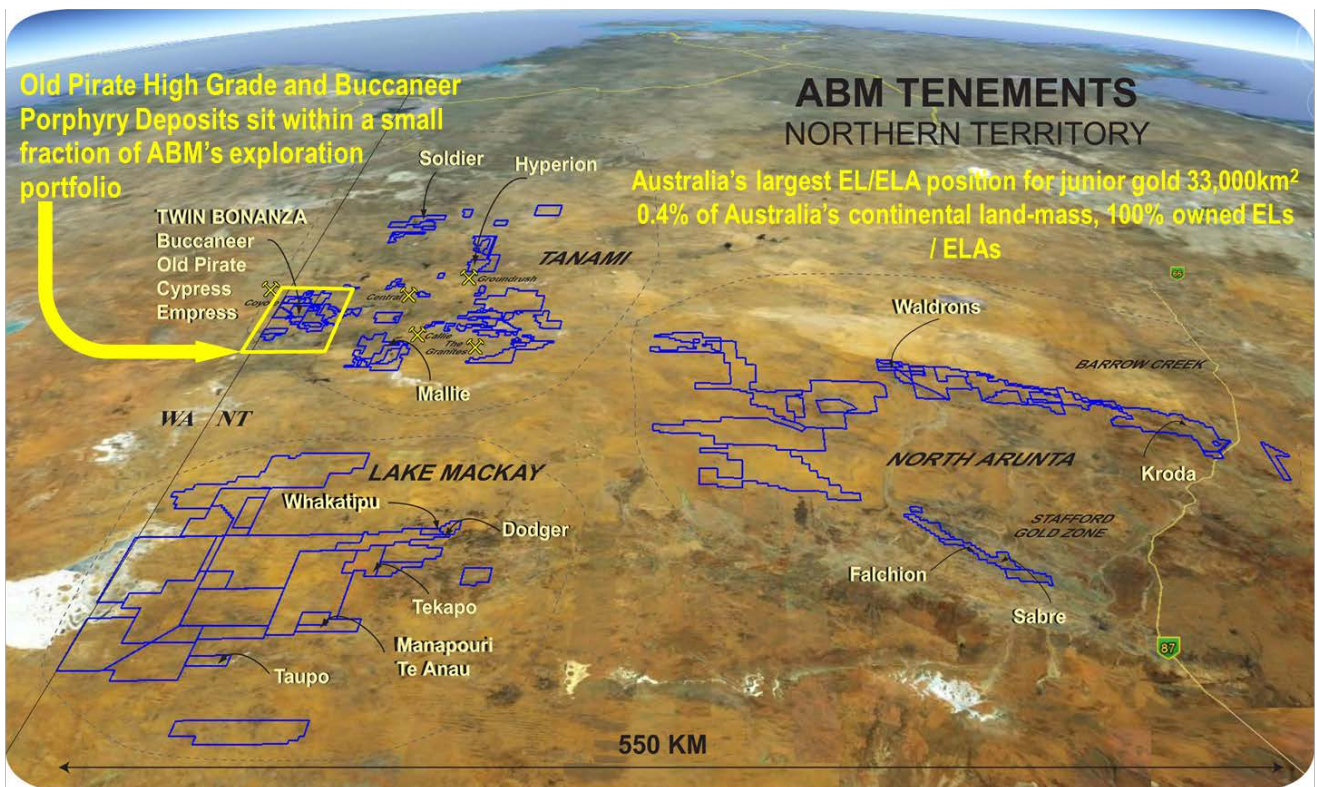 Old Pirate High Grade and Buccaneer
Porphyry Deposits sit within a small
fraction of ABM's exploration
portfolio
ABM TENEMENTS
NORTHERN TERRITORY
Australia's largest EL/ELA position for junior gold 33,000km²
0.4% of Australia's continental land-mass, 100% owned ELs
/ ELAs
Soldier
Hyperion
TWIN BONANZA
Buccaneer
Old Pirate
Cypress
Empress
TANAMI
Groundrush
Central
Callie
The
Granites
Mallie
WA NT
Waldrons
BARROW CREEK
NORTH ARUNTA
Kroda
STAFFORD
GOLD ZONE
Falchion
Sabre
LAKE MACKAY
Whakatipu
Dodger
Tekapo
Manapouri
Te Anau
Taupo
87
550 KM